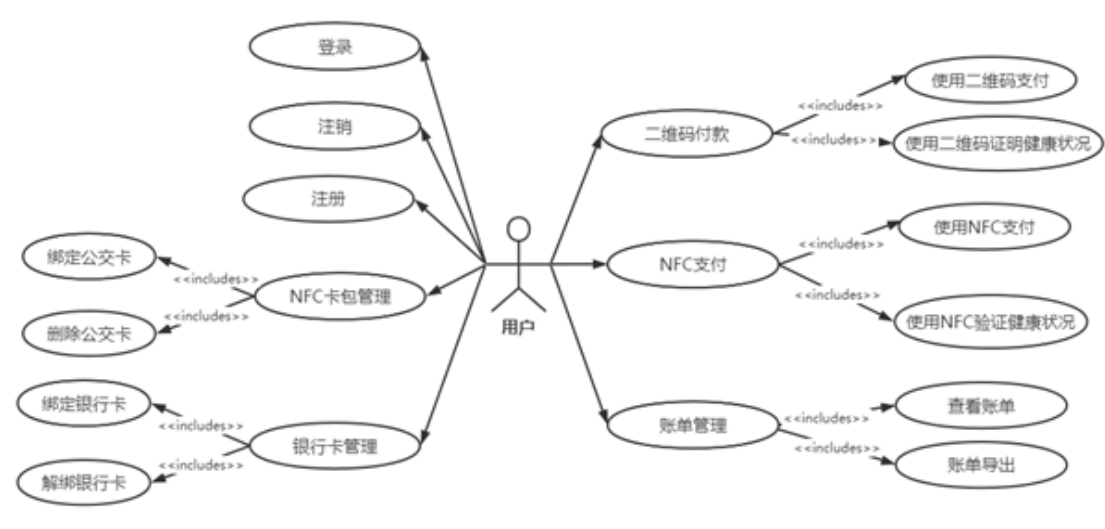 登录
注销
注册
绑定公交卡
<<includes>>
NFC卡包管理
<<includes>>
删除公交卡
绑定银行卡
<<includes>>
银行卡管理
<<includes>>
解绑银行卡
用户
使用二维码支付
<<includes>>
二维码付款
<<includes>>
使用二维码证明健康状况
使用NFC支付
<<includes>>
NFC支付
<<includes>>
使用NFC验证健康状况
查看账单
<<includes>>
账单管理
<<includes>>
账单导出